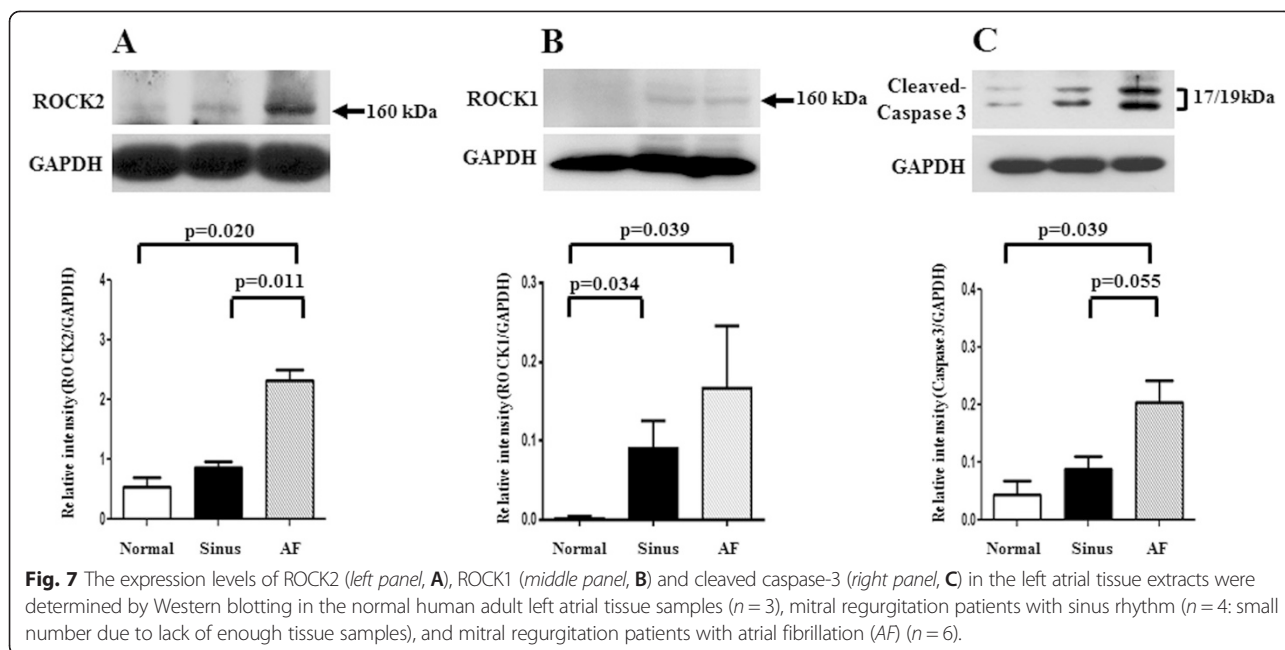 A
B
C
ROCK2
160 kDa
GAPDH
ROCK1
160 kDa
GAPDH
Cleaved-
Caspase 3
17/19kDa
GAPDH
p=0.020
p=0.011
Relative intensity (ROCK2/GAPDH)
4
3
2
1
0
Normal Sinus AF
p=0.039
p=0.034
Relative intensity (ROCK1/GAPDH)
0.3
0.2
0.1
0.0
Normal Sinus AF
p=0.039
p=0.055
Relative intensity (Caspase3/GAPDH)
0.4
0.3
0.2
0.1
0.0
Normal Sinus AF
Fig. 7 The expression levels of ROCK2 (left panel, A), ROCK1 (middle panel, B) and cleaved caspase-3 (right panel, C) in the left atrial tissue extracts were
determined by Western blotting in the normal human adult left atrial tissue samples (n = 3), mitral regurgitation patients with sinus rhythm (n = 4: small
number due to lack of enough tissue samples), and mitral regurgitation patients with atrial fibrillation (AF) (n = 6).